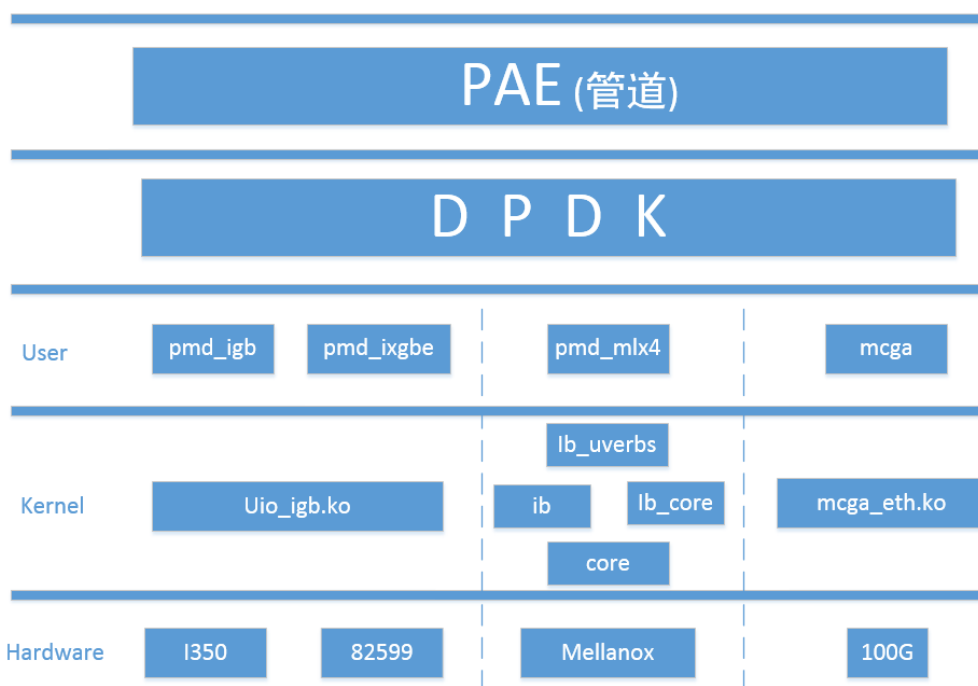 PAE (管道)
D P D K
User
pmd_igb
pmd_ixgbe
pmd_mlx4
mcga
Ib_uverbs
Kernel
Uio_igb.ko
ib
Ib_core
mcga_eth.ko
core
Hardware
I350
82599
Mellanox
100G